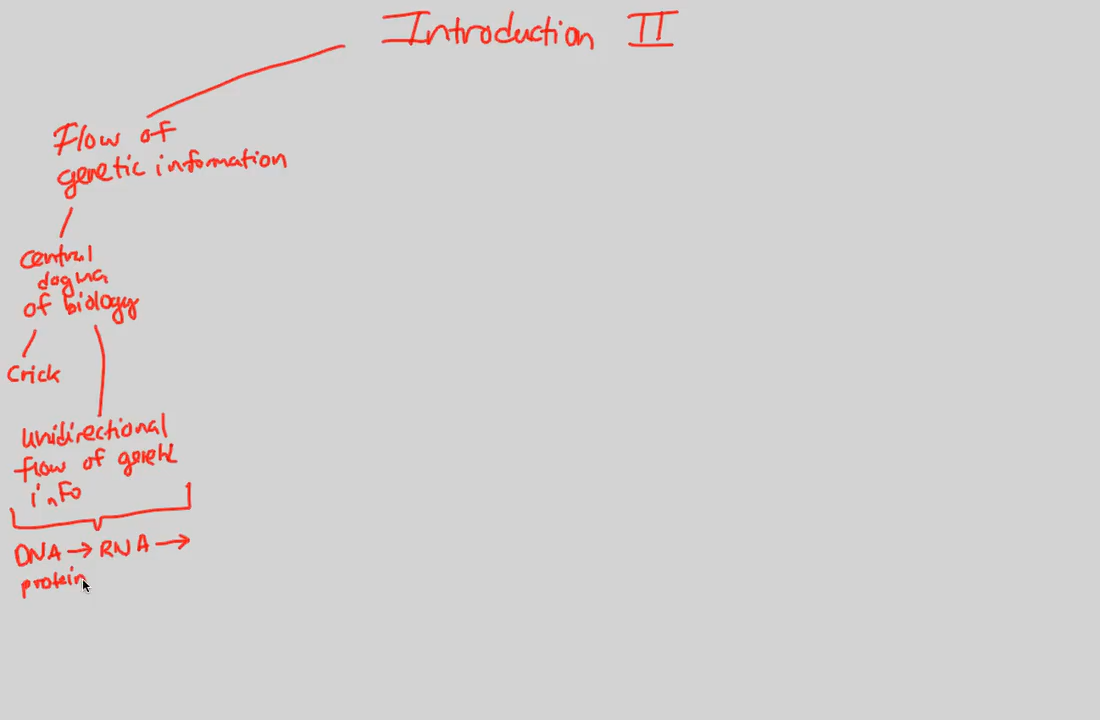 Introduction II
Flow of
genetic information
central
dogma
of biology
Crick
Unidirectional
flow of genetic
info
DNA → RNA →
protein